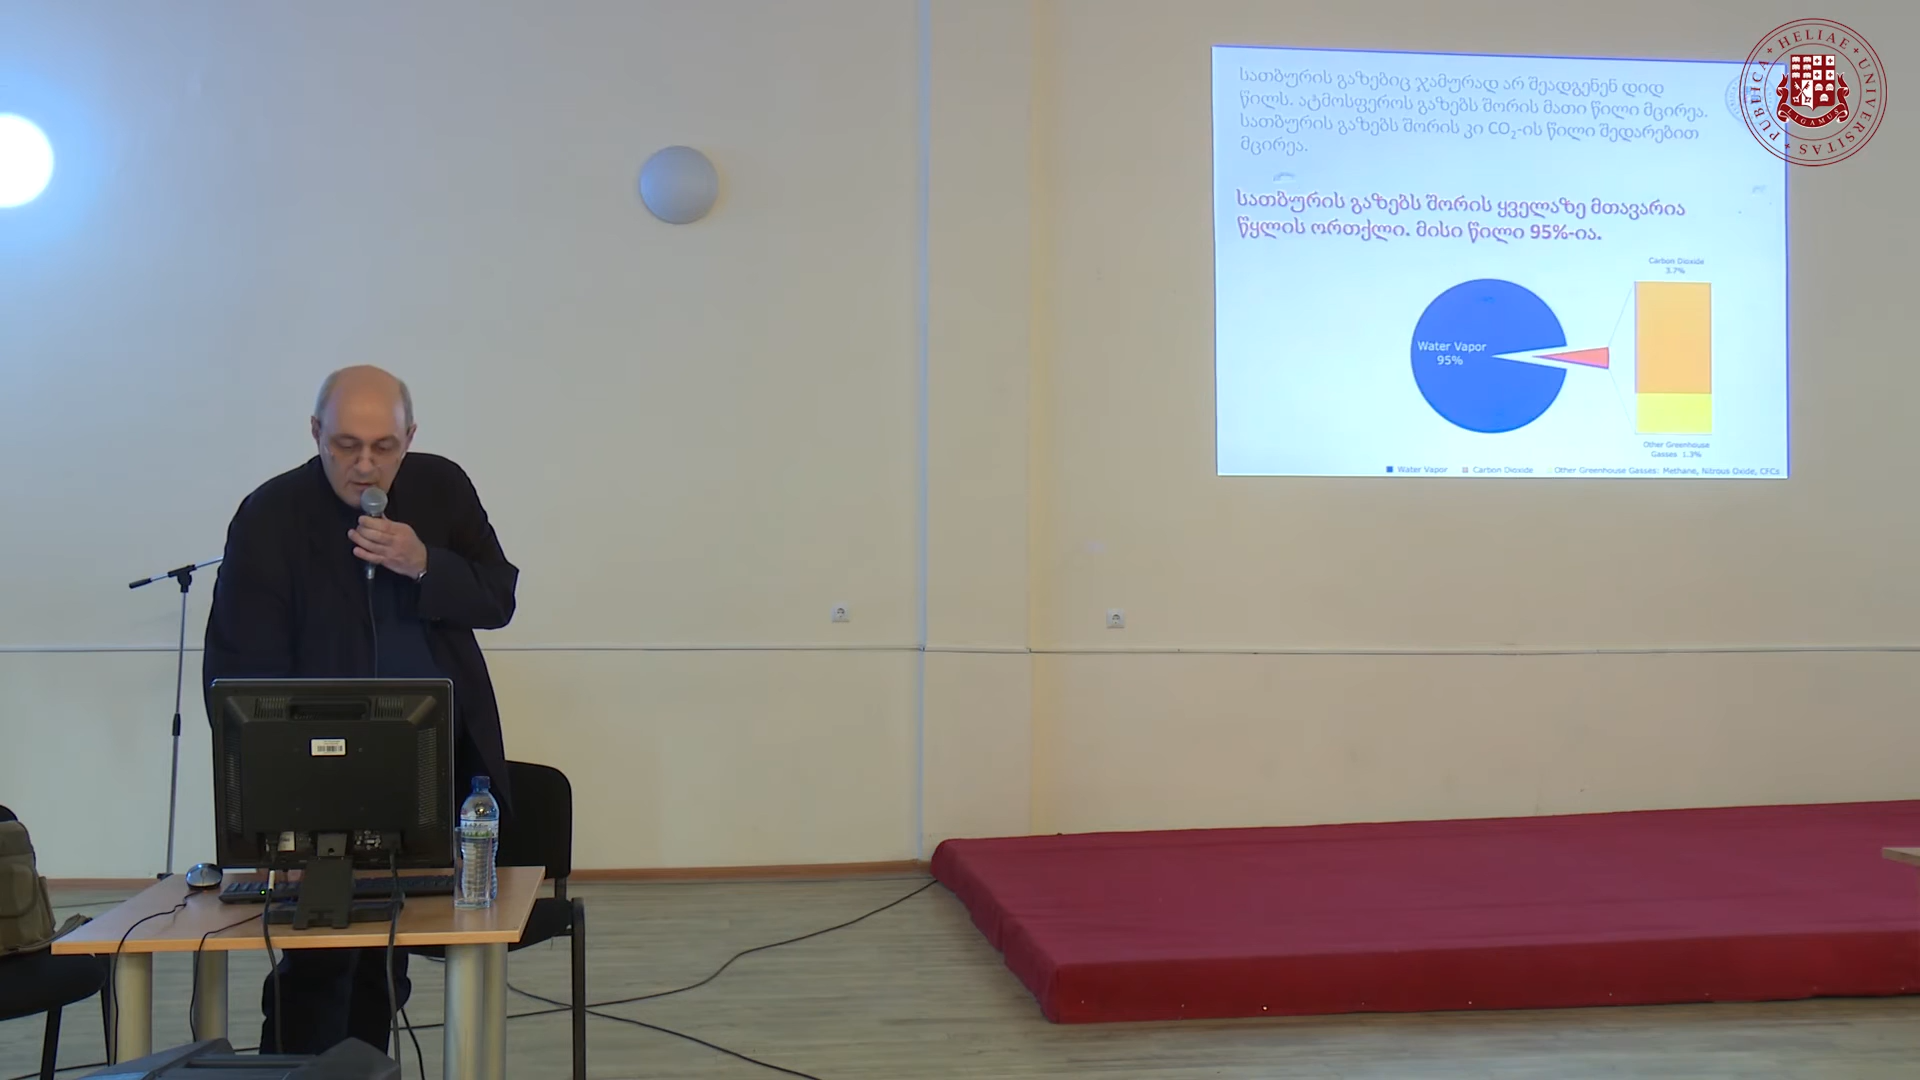 სათბურის გაზებიც ჯამურად არ შეადგენენ დიდ
წილს. ატმოსფეროს გაზებს შორის მათი წილი მცირეა.
სათბურის გაზებს შორის კი CO₂-ის წილი შედარებით
მცირეა.
სათბურის გაზებს შორის ყველაზე მთავარია
წყლის ორთქლი. მისი წილი 95%-ია.
Carbon Dioxide
3.7%
Water Vapor
95%
Other Greenhouse
Gasses 1.3%
Water Vapor Carbon Dioxide Other Greenhouse Gasses: Methane, Nitrous Oxide, CFCs
PUBLICA HELIAE UNIVERSITAS